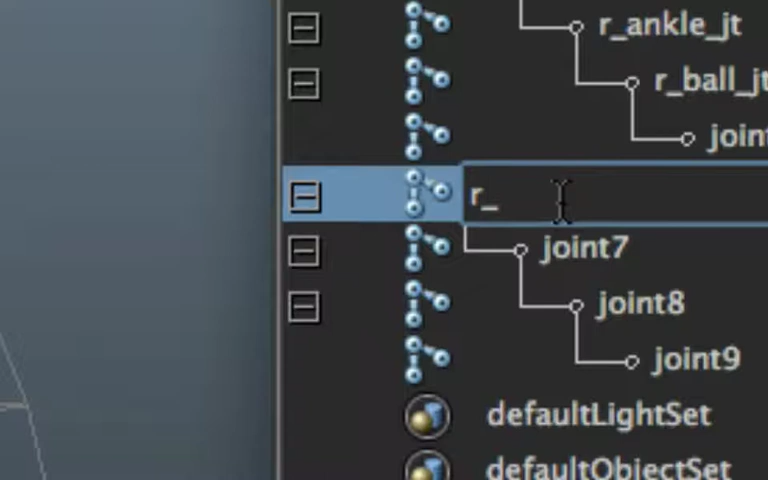 r_ankle_jt
r_ball_jt
joint
r_
joint7
joint8
joint9
defaultLightSet
defaultObjectSet